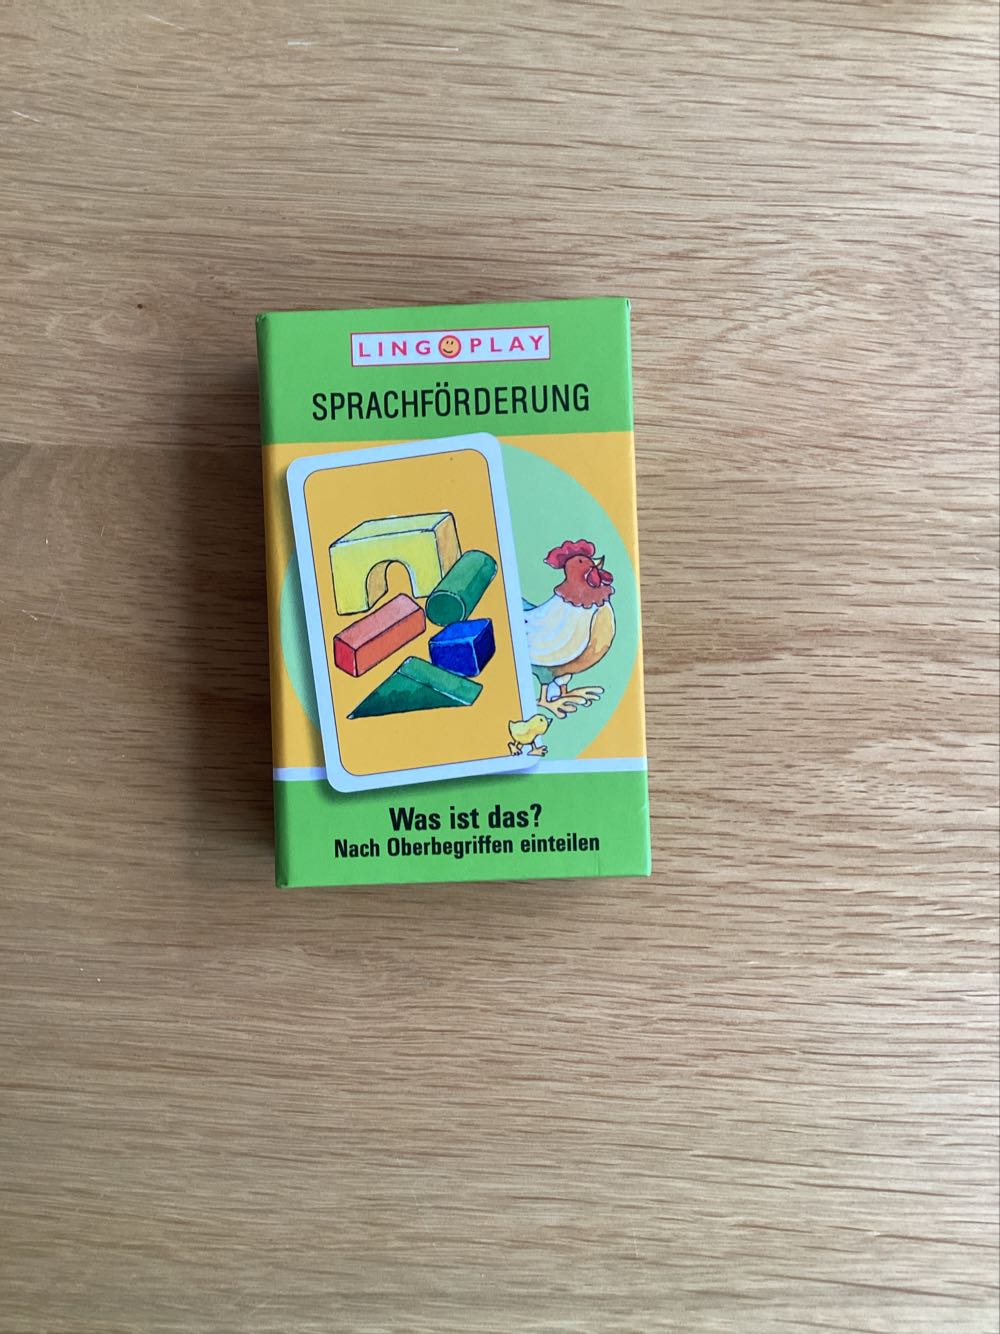 LINGOPLAY
SPRACHFÖRDERUNG
Was ist das?
Nach Oberbegriffen einteilen